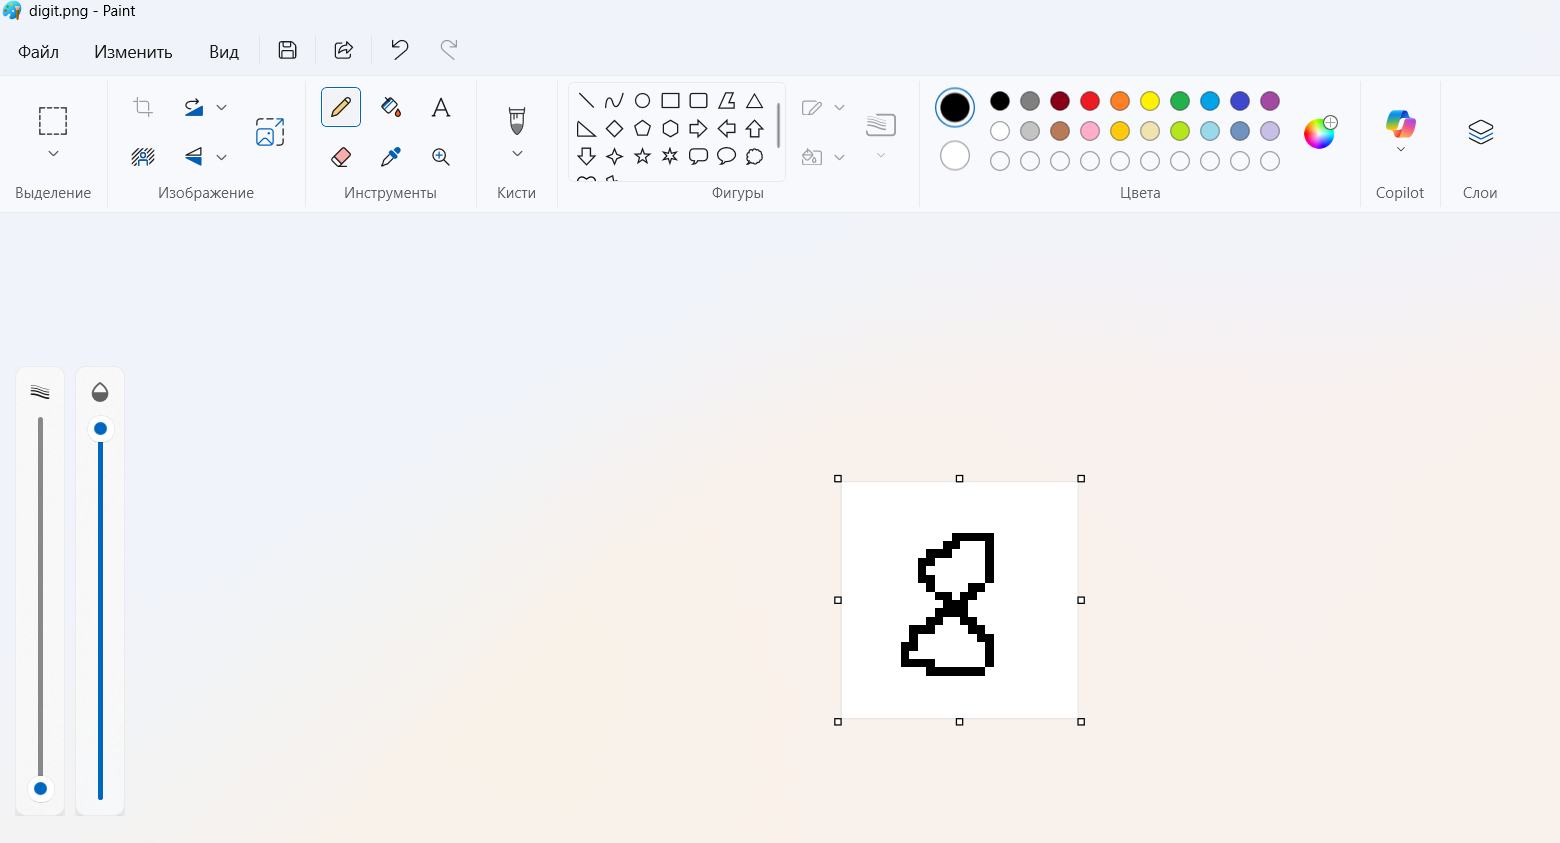 digit.png - Paint
Файл Изменить Вид
A
Выделение Изображение Инструменты Кисти Фигуры Цвета Copilot Слои
8